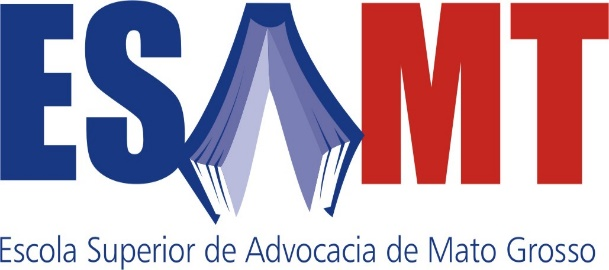 ESAMT
Escola Superior de Advocacia de Mato Grosso